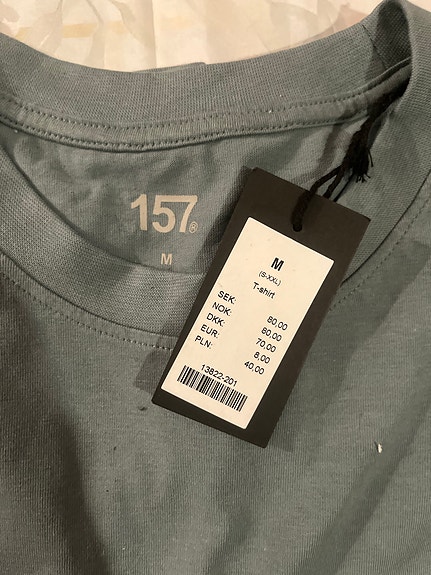 157®
M
M
(S-XXL)
T-shirt
SEK: 80,00
NOK: 80,00
DKK: 70,00
EUR: 8,00
PLN: 40,00
13822-201